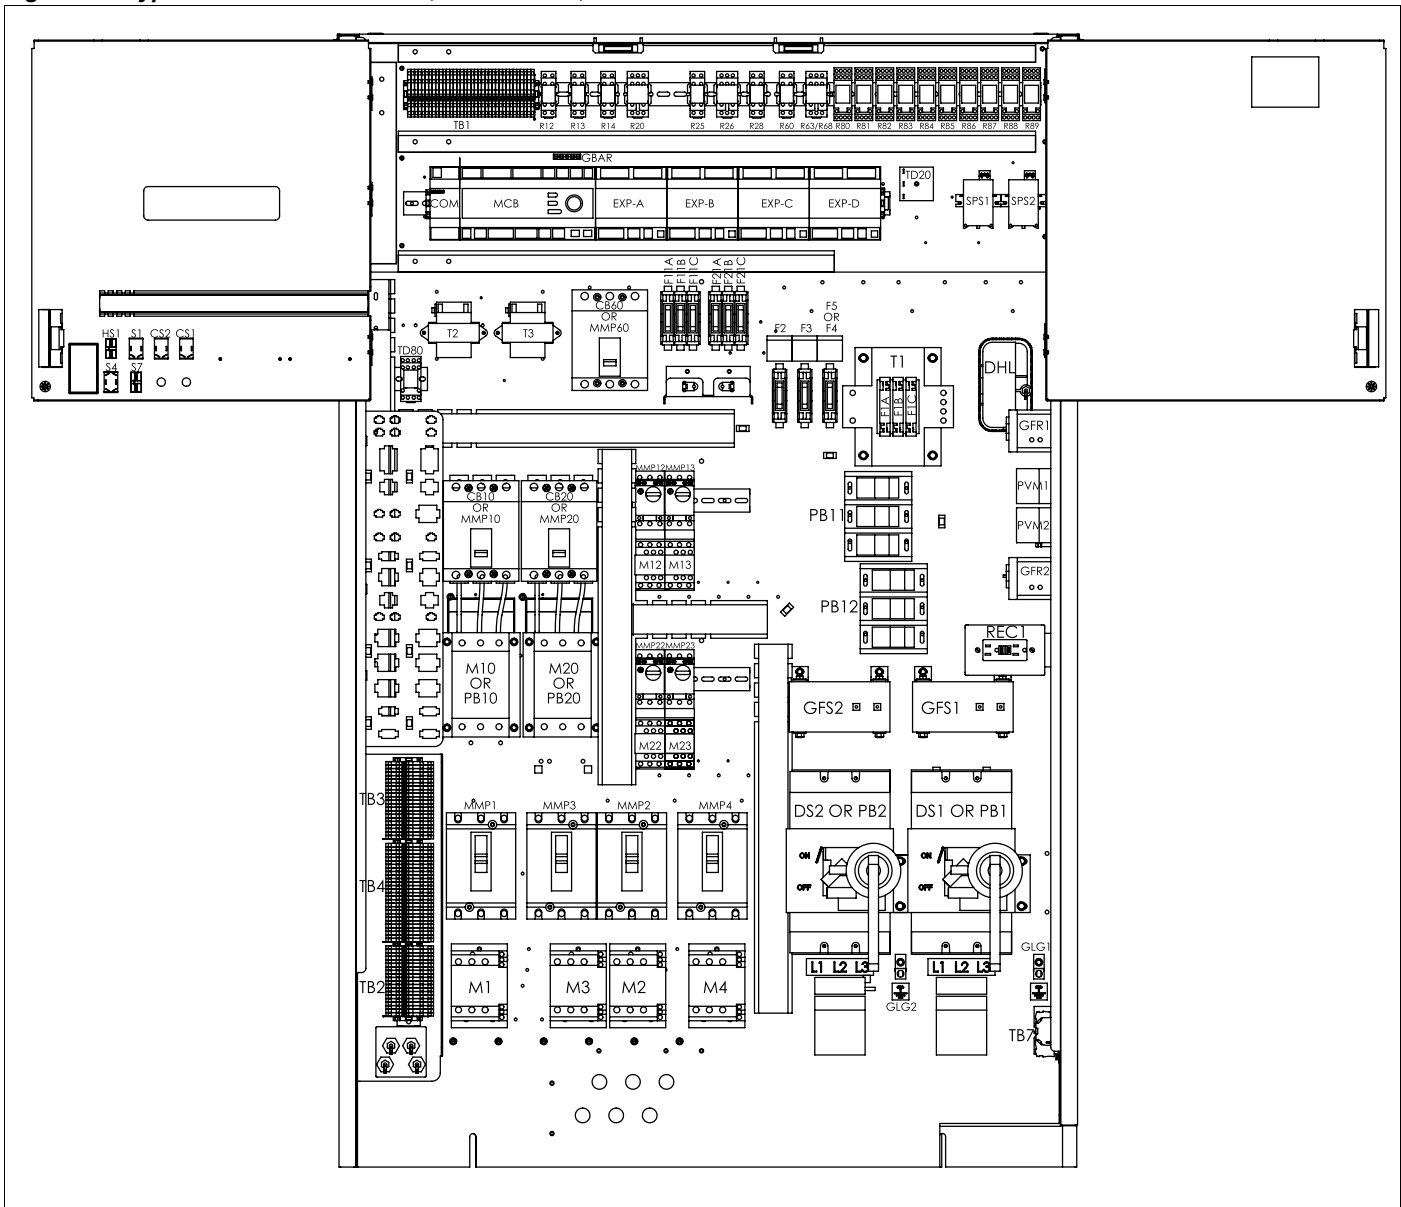 TB1
R12
R13
R14
R20
R25
R26
R28
R60
R63/R68
R80
R81
R82
R83
R84
R85
R86
R87
R88
R89
GBAR
TD20
COM
MCB
EXP-A
EXP-B
EXP-C
EXP-D
SPS1
SPS2
F11A
F11B
F11C
F21A
F21B
F21C
HS1
S1
CS2
CS1
S4
S7
T2
T3
CB60
OR
MMP60
F2
F3
F5
OR
F4
TD80
T1
F1A
F1B
F1C
DHL
GFR1
MMP12
MMP13
CB10
OR
MMP10
CB20
OR
MMP20
PB11
PVM1
PVM2
M12
M13
GFR2
PB12
REC1
MMP22
MMP23
M10
OR
PB10
M20
OR
PB20
GFS2
GFS1
M22
M23
TB3
MMP1
MMP3
MMP2
MMP4
DS2 OR PB2
DS1 OR PB1
ON
OFF
ON
OFF
TB4
TB2
M1
M3
M2
M4
L1 L2 L3
L1 L2 L3
GLG1
GLG2
TB7